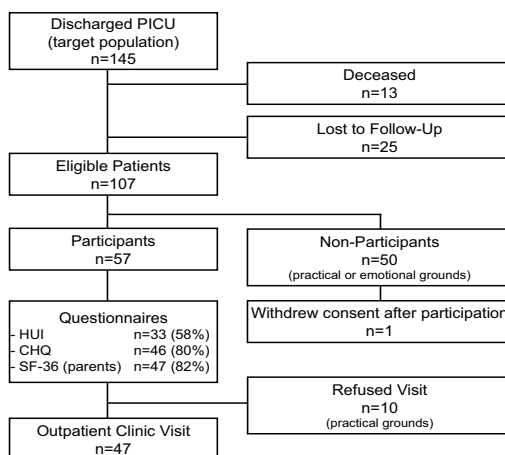 Discharged PICU
(target population)
n=145
Deceased
n=13
Lost to Follow-Up
n=25
Eligible Patients
n=107
Participants
n=57
Non-Participants
n=50
(practical or emotional grounds)
Withdrew consent after participation
n=1
Questionnaires
- HUI n=33 (58%)
- CHQ n=46 (80%)
- SF-36 (parents) n=47 (82%)
Refused Visit
n=10
(practical grounds)
Outpatient Clinic Visit
n=47